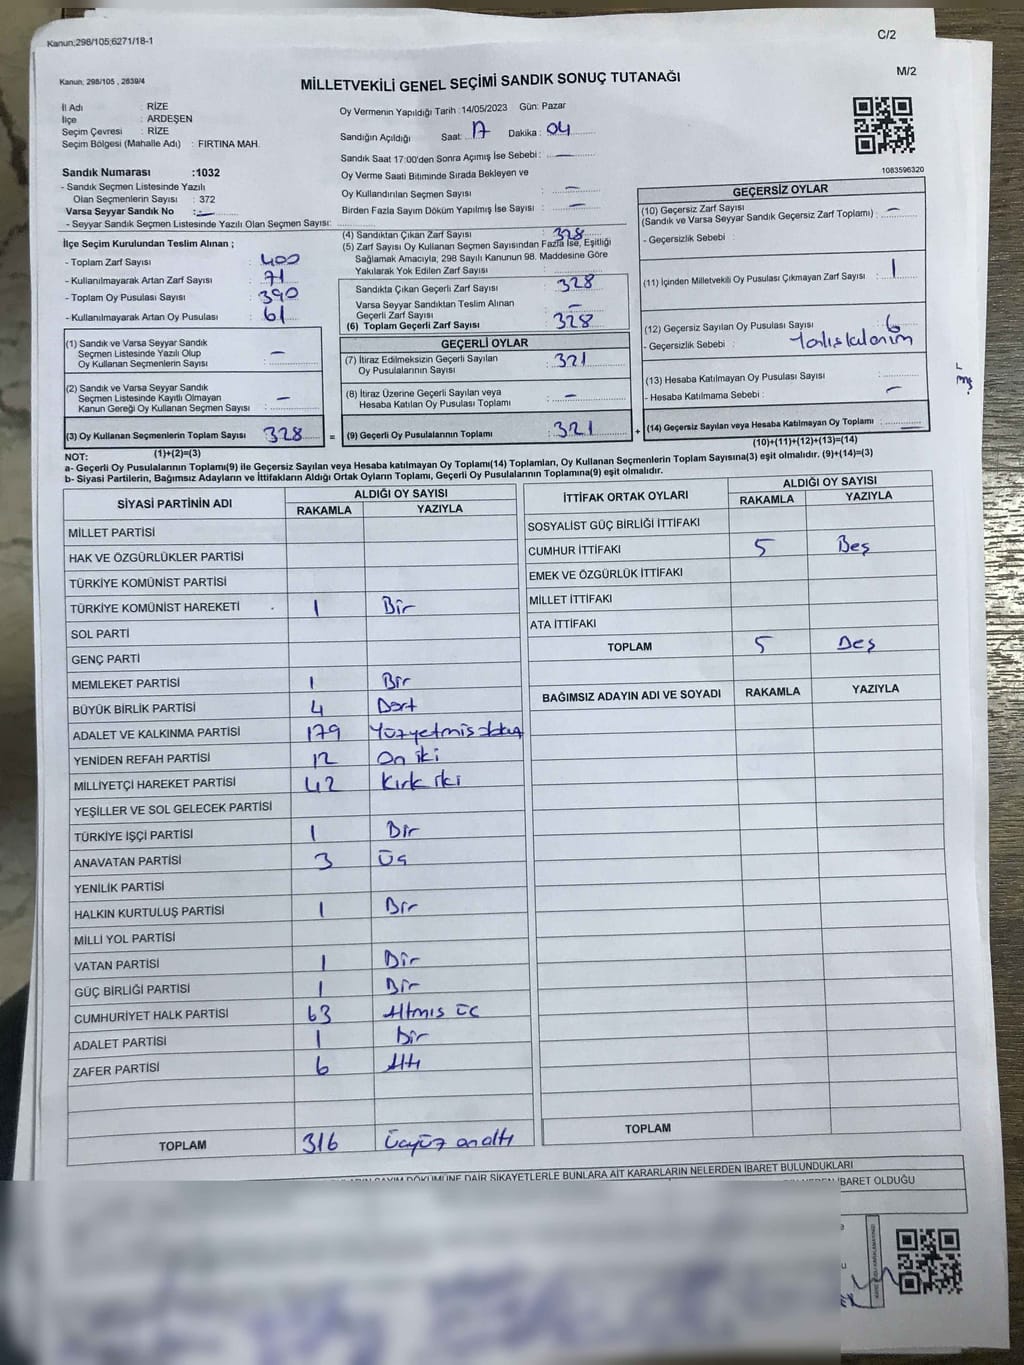 Kanun;298/105;6271/18-1
C/2
Kanun; 298/105 , 2839/4
MİLLETVEKİLİ GENEL SEÇİMİ SANDIK SONUÇ TUTANAĞI
M/2
İl Adı : RİZE
İlçe : ARDEŞEN
Seçim Çevresi : RİZE
Seçim Bölgesi (Mahalle Adı) : FIRTINA MAH.
Oy Vermenin Yapıldığı Tarih : 14/05/2023 Gün: Pazar
Sandığın Açıldığı Saat: 17 Dakika : 04
Sandık Saat 17:00'den Sonra Açımış İse Sebebi : —
Oy Verme Saati Bitiminde Sırada Bekleyen ve
Oy Kullandırılan Seçmen Sayısı : —
Birden Fazla Sayım Döküm Yapılmış İse Sayısı : —
1083596320
Sandık Numarası :1032
- Sandık Seçmen Listesinde Yazılı
Olan Seçmenlerin Sayısı : 372
Varsa Seyyar Sandık No : —
- Seyyar Sandık Seçmen Listesinde Yazılı Olan Seçmen Sayısı:
İlçe Seçim Kurulundan Teslim Alınan ;
- Toplam Zarf Sayısı : 400
- Kullanılmayarak Artan Zarf Sayısı : 71
- Toplam Oy Pusulası Sayısı : 390
- Kullanılmayarak Artan Oy Pusulası : 61
(1) Sandık ve Varsa Seyyar Sandık
Seçmen Listesinde Yazılı Olup
Oy Kullanan Seçmenlerin Sayısı : —
(2) Sandık ve Varsa Seyyar Sandık
Seçmen Listesinde Kayıtlı Olmayan
Kanun Gereği Oy Kullanan Seçmen Sayısı : —
(3) Oy Kullanan Seçmenlerin Toplam Sayısı 328 =
(1)+(2)=(3)
(4) Sandıktan Çıkan Zarf Sayısı : 328
(5) Zarf Sayısı Oy Kullanan Seçmen Sayısından Fazla İse, Eşitliği
Sağlamak Amacıyla, 298 Sayılı Kanunun 98. Maddesine Göre
Yakılarak Yok Edilen Zarf Sayısı :
Sandıkta Çıkan Geçerli Zarf Sayısı : 328
Varsa Seyyar Sandıktan Teslim Alınan
Geçerli Zarf Sayısı : —
(6) Toplam Geçerli Zarf Sayısı : 328
GEÇERLİ OYLAR
(7) İtiraz Edilmeksizin Geçerli Sayılan
Oy Pusulalarının Sayısı : 321
(8) İtiraz Üzerine Geçerli Sayılan veya
Hesaba Katılan Oy Pusulası Toplamı : —
(9) Geçerli Oy Pusulalarının Toplamı : 321 +
GEÇERSİZ OYLAR
(10) Geçersiz Zarf Sayısı
(Sandık ve Varsa Seyyar Sandık Geçersiz Zarf Toplamı) : —
- Geçersizlik Sebebi :
(11) İçinden Milletvekili Oy Pusulası Çıkmayan Zarf Sayısı : 1
(12) Geçersiz Sayılan Oy Pusulası Sayısı : 6
- Geçersizlik Sebebi :
(13) Hesaba Katılmayan Oy Pusulası Sayısı :
- Hesaba Katılmama Sebebi : —
(14) Geçersiz Sayılan veya Hesaba Katılmayan Oy Toplamı : —
(10)+(11)+(12)+(13)=(14)
NOT:
a- Geçerli Oy Pusulalarının Toplamı(9) ile Geçersiz Sayılan veya Hesaba katılmayan Oy Toplamı(14) Toplamları, Oy Kullanan Seçmenlerin Toplam Sayısına(3) eşit olmalıdır. (9)+(14)=(3)
b- Siyasi Partilerin, Bağımsız Adayların ve İttifakların Aldığı Ortak Oyların Toplamı, Geçerli Oy Pusulalarının Toplamına(9) eşit olmalıdır.
SİYASİ PARTİNİN ADI ALDIĞI OY SAYISI
RAKAMLA YAZIYLA
MİLLET PARTİSİ
HAK VE ÖZGÜRLÜKLER PARTİSİ
TÜRKİYE KOMÜNİST PARTİSİ
TÜRKİYE KOMÜNİST HAREKETİ 1 Bir
SOL PARTİ
GENÇ PARTİ
MEMLEKET PARTİSİ 1 Bir
BÜYÜK BİRLİK PARTİSİ 4 Dört
ADALET VE KALKINMA PARTİSİ 179
YENİDEN REFAH PARTİSİ 12 On iki
MİLLİYETÇİ HAREKET PARTİSİ 42 Kırk iki
YEŞİLLER VE SOL GELECEK PARTİSİ
TÜRKİYE İŞÇİ PARTİSİ 1 Bir
ANAVATAN PARTİSİ 3 Üç
YENİLİK PARTİSİ
HALKIN KURTULUŞ PARTİSİ 1 Bir
MİLLİ YOL PARTİSİ
VATAN PARTİSİ 1 Bir
GÜÇ BİRLİĞİ PARTİSİ 1 Bir
CUMHURİYET HALK PARTİSİ 63 Altmıs üc
ADALET PARTİSİ 1 Bir
ZAFER PARTİSİ 6 Altı
TOPLAM 316 Üçyüz onaltı
İTTİFAK ORTAK OYLARI ALDIĞI OY SAYISI
RAKAMLA YAZIYLA
SOSYALİST GÜÇ BİRLİĞİ İTTİFAKI
CUMHUR İTTİFAKI 5 Beş
EMEK VE ÖZGÜRLÜK İTTİFAKI
MİLLET İTTİFAKI
ATA İTTİFAKI
TOPLAM 5 Beş
BAĞIMSIZ ADAYIN ADI VE SOYADI RAKAMLA YAZIYLA
TOPLAM
SAYIM DÖKÜMÜNE DAİR ŞİKAYETLERLE BUNLARA AİT KARARLARIN NELERDEN İBARET BULUNDUKLARI
İBARET OLDUĞU